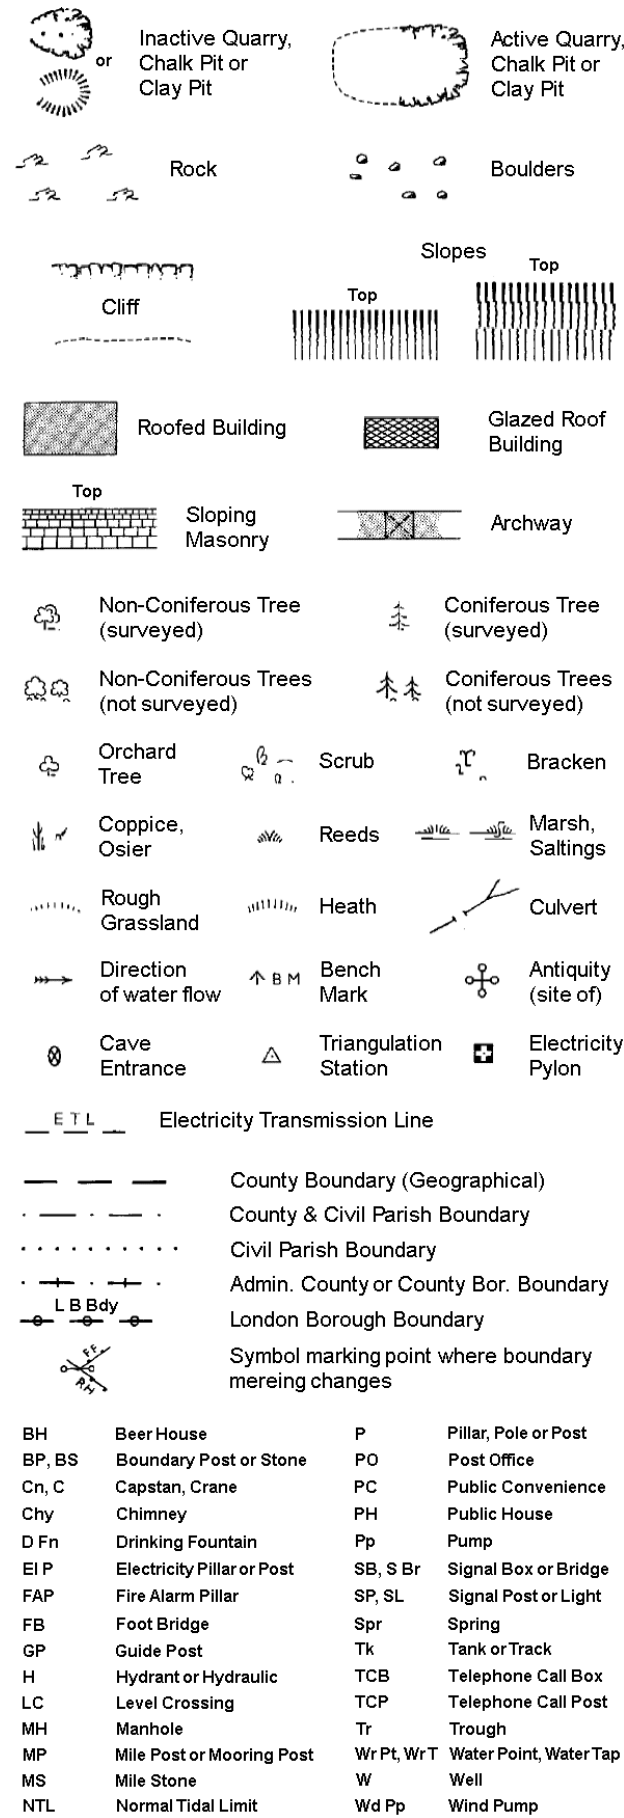 or
Inactive Quarry,
Chalk Pit or
Clay Pit
Active Quarry,
Chalk Pit or
Clay Pit
Rock
Boulders
Cliff
Slopes
Top
Top
Roofed Building
Glazed Roof
Building
Top
Sloping
Masonry
Archway
Non-Coniferous Tree
(surveyed)
Coniferous Tree
(surveyed)
Non-Coniferous Trees
(not surveyed)
Coniferous Trees
(not surveyed)
Orchard
Tree
Scrub
Bracken
Coppice,
Osier
Reeds
Marsh,
Saltings
Rough
Grassland
Heath
Culvert
Direction
of water flow
B M
Bench
Mark
Antiquity
(site of)
Cave
Entrance
Triangulation
Station
Electricity
Pylon
E T L
Electricity Transmission Line
County Boundary (Geographical)
County & Civil Parish Boundary
Civil Parish Boundary
Admin. County or County Bor. Boundary
L B Bdy
London Borough Boundary
FF
RH
Symbol marking point where boundary
mereing changes
BH Beer House P Pillar, Pole or Post
BP, BS Boundary Post or Stone PO Post Office
Cn, C Capstan, Crane PC Public Convenience
Chy Chimney PH Public House
D Fn Drinking Fountain Pp Pump
El P Electricity Pillar or Post SB, S Br Signal Box or Bridge
FAP Fire Alarm Pillar SP, SL Signal Post or Light
FB Foot Bridge Spr Spring
GP Guide Post Tk Tank or Track
H Hydrant or Hydraulic TCB Telephone Call Box
LC Level Crossing TCP Telephone Call Post
MH Manhole Tr Trough
MP Mile Post or Mooring Post Wr Pt, Wr T Water Point, Water Tap
MS Mile Stone W Well
NTL Normal Tidal Limit Wd Pp Wind Pump